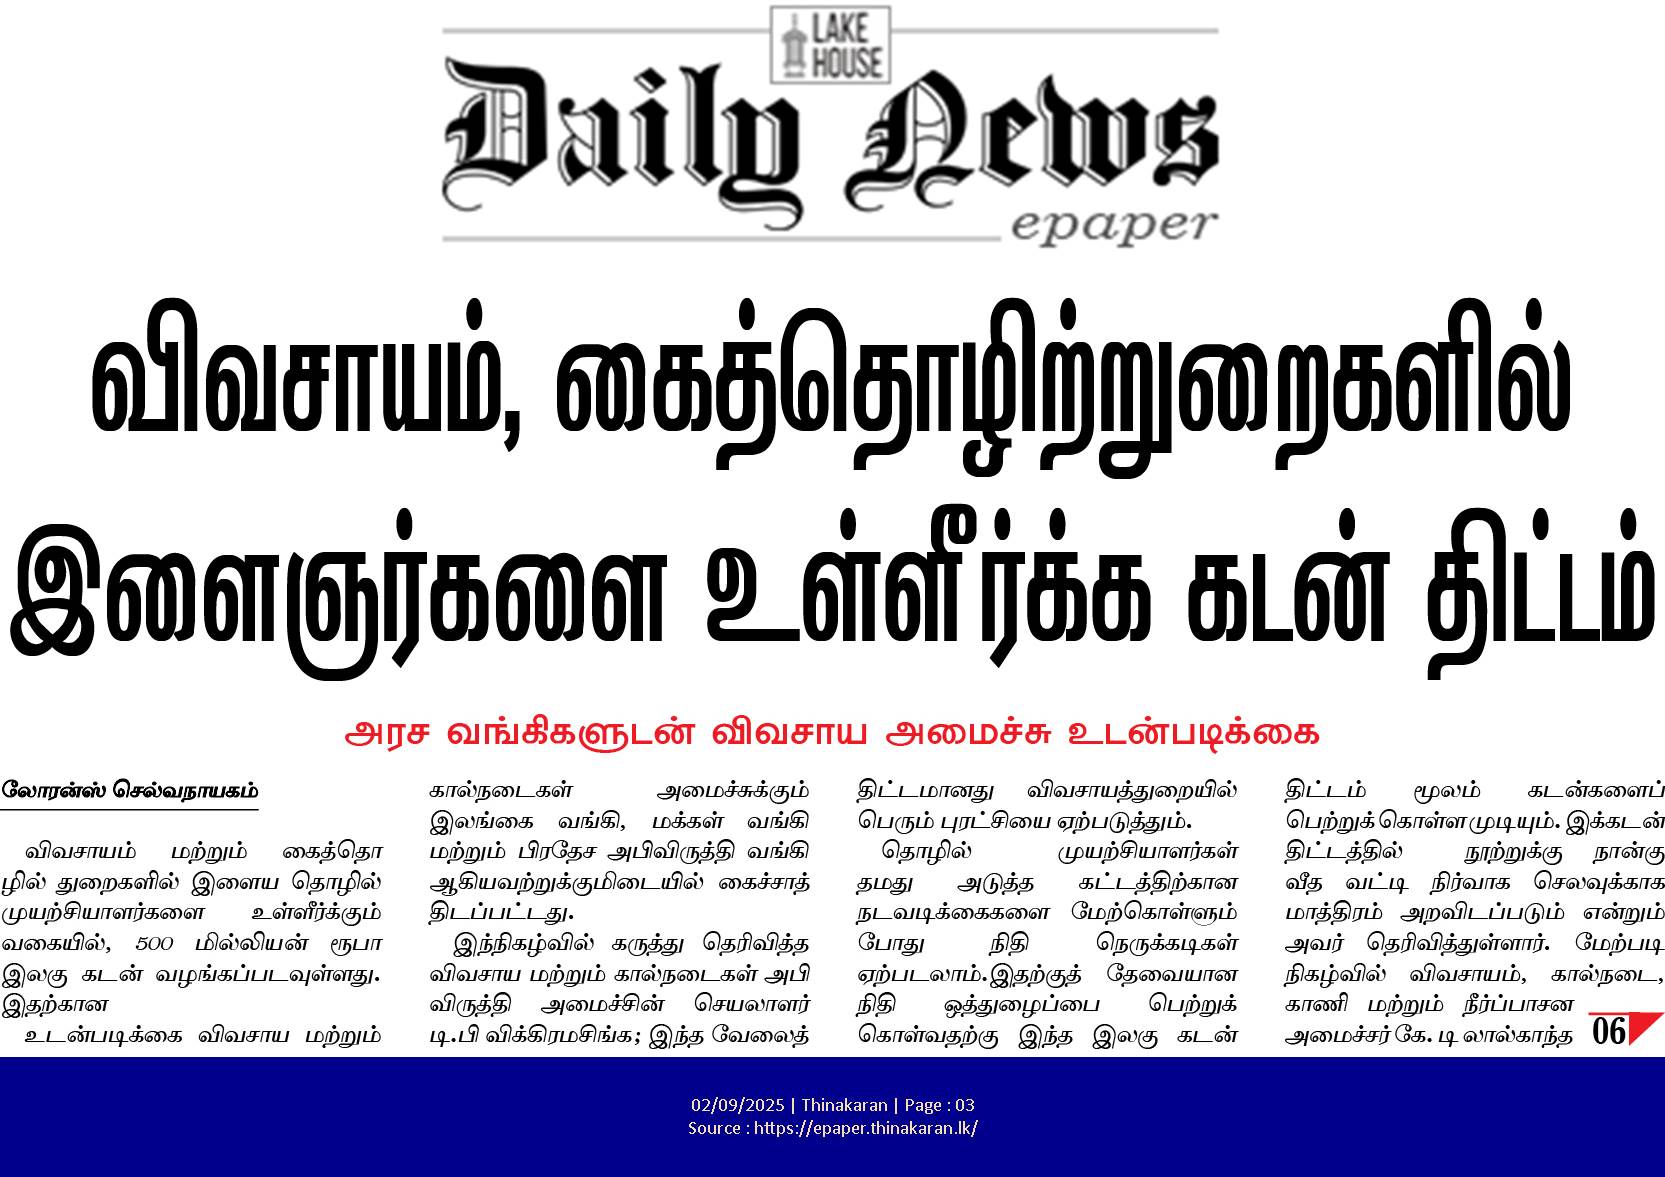 LAKE
HOUSE
Daily News
epaper
விவசாயம், கைத்தொழிற்றுறைகளில்
இளைஞர்களை உள்ளீர்க்க கடன் திட்டம்
அரச வங்கிகளுடன் விவசாய அமைச்சு உடன்படிக்கை
லோரன்ஸ் செல்வநாயகம்
விவசாயம் மற்றும் கைத்தொ
ழில் துறைகளில் இளைய தொழில்
முயற்சியாளர்களை உள்ளீர்க்கும்
வகையில், 500 மில்லியன் ரூபா
இலகு கடன் வழங்கப்படவுள்ளது.
இதற்கான
உடன்படிக்கை விவசாய மற்றும்
கால்நடைகள் அமைச்சுக்கும்
இலங்கை வங்கி, மக்கள் வங்கி
மற்றும் பிரதேச அபிவிருத்தி வங்கி
ஆகியவற்றுக்குமிடையில் கைச்சாத்
திடப்பட்டது.
இந்நிகழ்வில் கருத்து தெரிவித்த
விவசாய மற்றும் கால்நடைகள் அபி
விருத்தி அமைச்சின் செயலாளர்
டி.பி விக்கிரமசிங்க; இந்த வேலைத்
திட்டமானது விவசாயத்துறையில்
பெரும் புரட்சியை ஏற்படுத்தும்.
தொழில் முயற்சியாளர்கள்
தமது அடுத்த கட்டத்திற்கான
நடவடிக்கைகளை மேற்கொள்ளும்
போது நிதி நெருக்கடிகள்
ஏற்படலாம்.இதற்குத் தேவையான
நிதி ஒத்துழைப்பை பெற்றுக்
கொள்வதற்கு இந்த இலகு கடன்
திட்டம் மூலம் கடன்களைப்
பெற்றுக்கொள்ளமுடியும். இக்கடன்
திட்டத்தில் நூற்றுக்கு நான்கு
வீத வட்டி நிர்வாக செலவுக்காக
மாத்திரம் அறவிடப்படும் என்றும்
அவர் தெரிவித்துள்ளார். மேற்படி
நிகழ்வில் விவசாயம், கால்நடை,
காணி மற்றும் நீர்ப்பாசன
அமைச்சர் கே. டி லால்காந்த 06
02/09/2025 | Thinakaran | Page : 03
Source : https://epaper.thinakaran.lk/